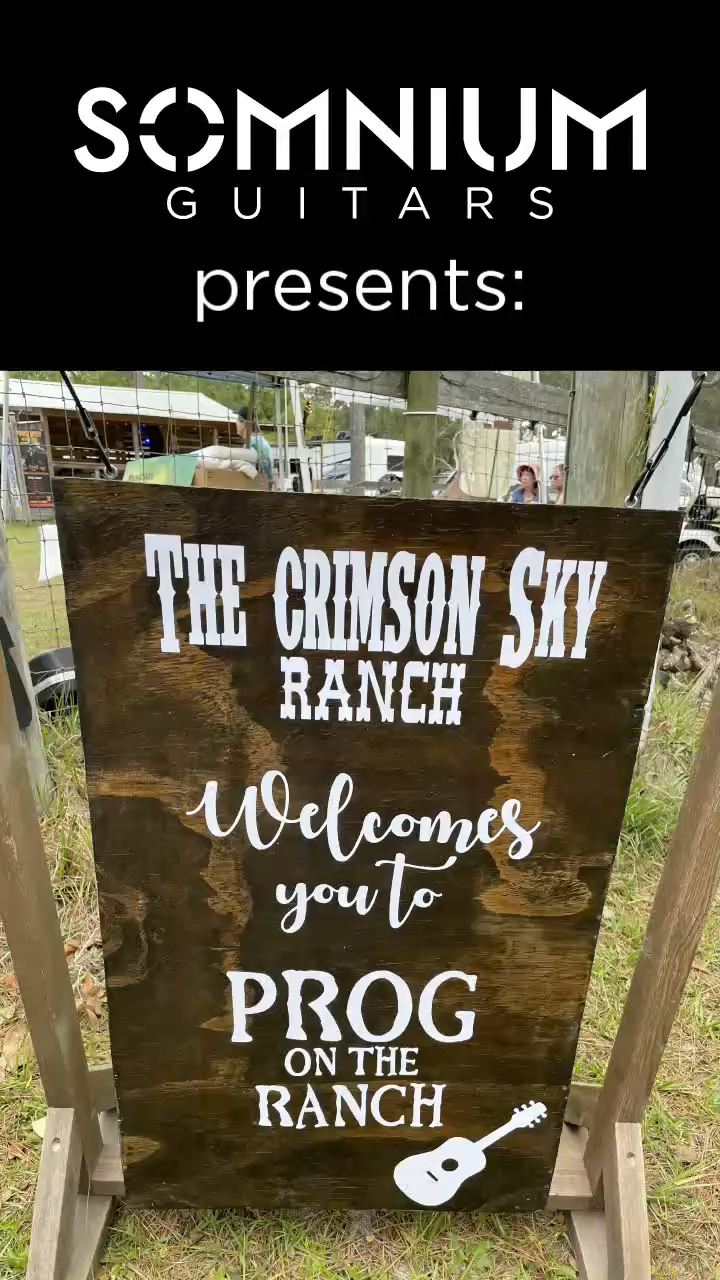 SOMNIUM
GUITARS
presents:
THE CRIMSON SKY
RANCH
Welcomes
you to
PROG
ON THE
RANCH